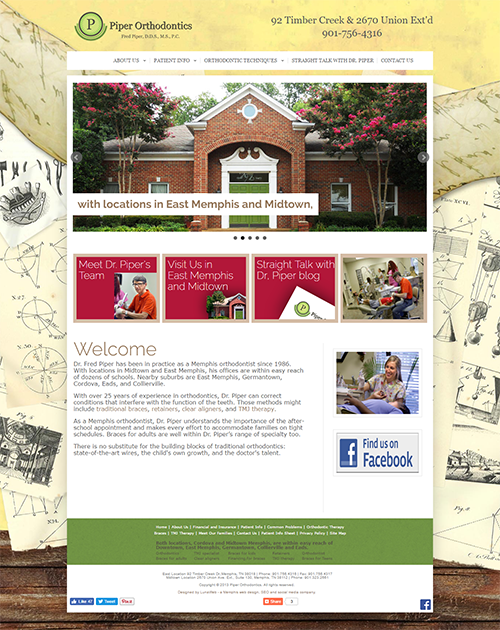 P Piper Orthodontics
Fred Piper, D.D.S., M.S., P.C.
92 Timber Creek & 2670 Union Ext'd
901-756-4316
ABOUT US PATIENT INFO ORTHODONTIC TECHNIQUES STRAIGHT TALK WITH DR. PIPER CONTACT US
with locations in East Memphis and Midtown,
Meet Dr. Piper's
Team
Visit Us in
East Memphis
and Midtown
Straight Talk with
Dr. Piper blog
Welcome
Dr. Fred Piper has been in practice as a Memphis orthodontist since 1986.
With locations in Midtown and East Memphis, his offices are within easy reach
of dozens of schools. Nearby suburbs are East Memphis, Germantown,
Cordova, Eads, and Collierville.
With over 25 years of experience in orthodontics, Dr. Piper can correct
conditions that interfere with the function of the teeth. Those methods might
include traditional braces, retainers, clear aligners, and TMJ therapy.
As a Memphis orthodontist, Dr. Piper understands the importance of the after-
school appointment and makes every effort to accommodate families on tight
schedules. Braces for adults are well within Dr. Piper's range of specialty too.
There is no substitute for the building blocks of traditional orthodontics:
state-of-the-art wires, the child's own growth, and the doctor's talent.
Find us on
Facebook
Home | About Us | Financial and Insurance | Patient Info | Common Problems | Orthodontic Therapy
Braces | TMJ Therapy | Meet Our Families | Contact Us | Patient Info Sheet | Privacy Policy | Site Map
Both locations, Cordova and Midtown Memphis, are within easy reach of
Downtown, East Memphis, Germantown, Collierville and Eads.
Copyright © 2013 Piper Orthodontics. All rights reserved.
Designed by LunaWeb - a Memphis web design, SEO and social media company.
Like 47 Tweet Pin it
Share 0